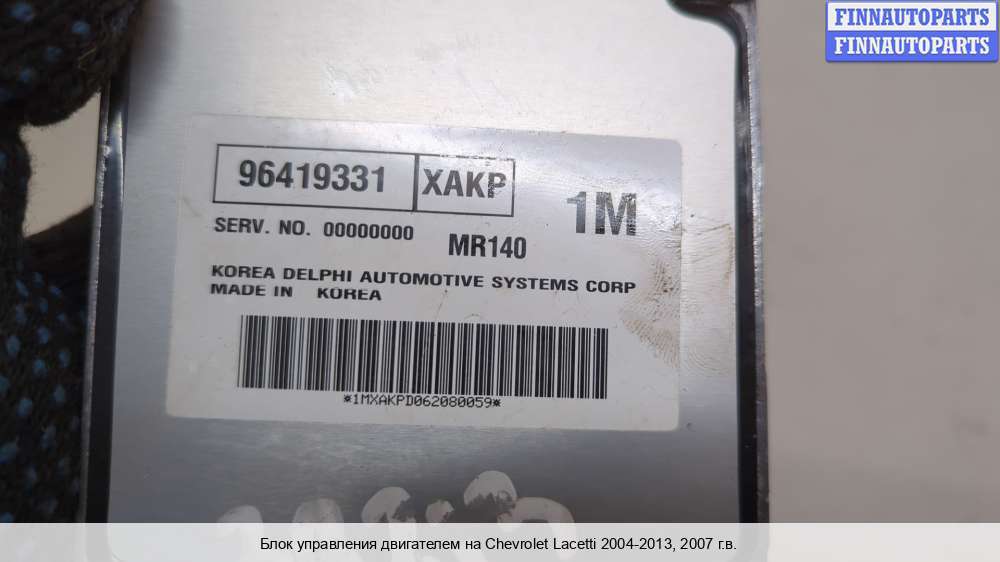 FINNAUTOPARTS
FINNAUTOPARTS
96419331 XAKP 1M
SERV. NO. 00000000 MR140
KOREA DELPHI AUTOMOTIVE SYSTEMS CORP
MADE IN KOREA
*1MXAKPD062080059*
Блок управления двигателем на Chevrolet Lacetti 2004-2013, 2007 г.в.